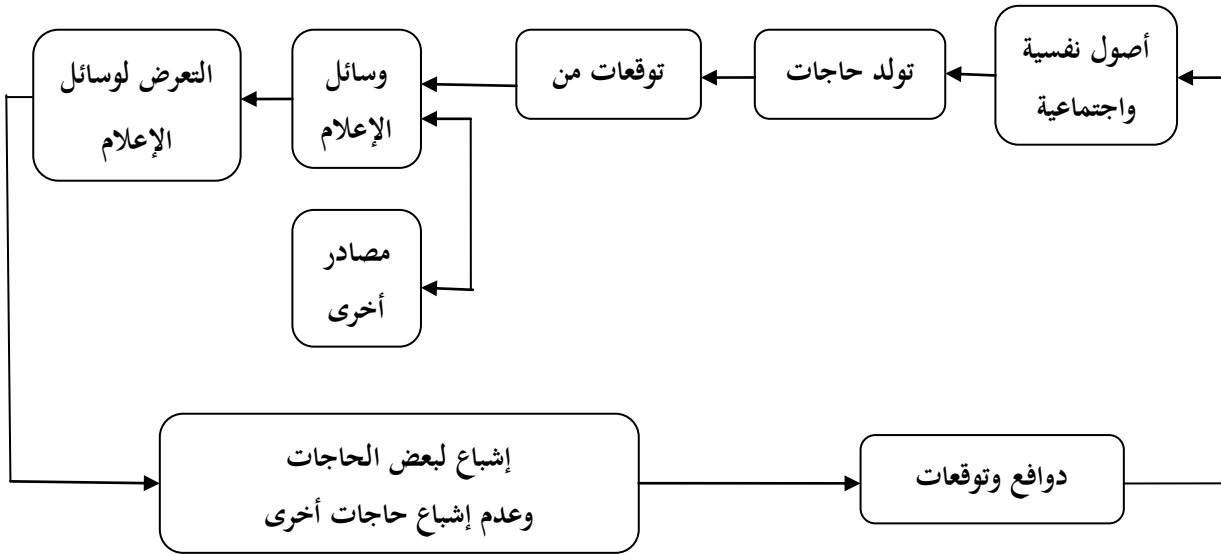 أصول نفسية
واجتماعية
تولد حاجات
توقعات من
وسائل
الإعلام
التعرض لوسائل
الإعلام
مصادر
أخرى
إشباع لبعض الحاجات
وعدم إشباع حاجات أخرى
دوافع وتوقعات